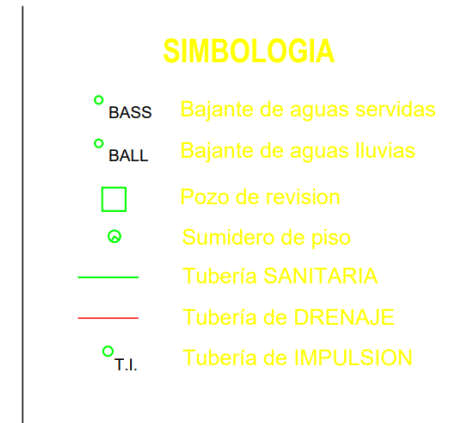 SIMBOLOGIA
BASS Bajante de aguas servidas
BALL Bajante de aguas lluvias
Pozo de revision
Sumidero de piso
Tubería SANITARIA
Tubería de DRENAJE
T.I. Tubería de IMPULSION